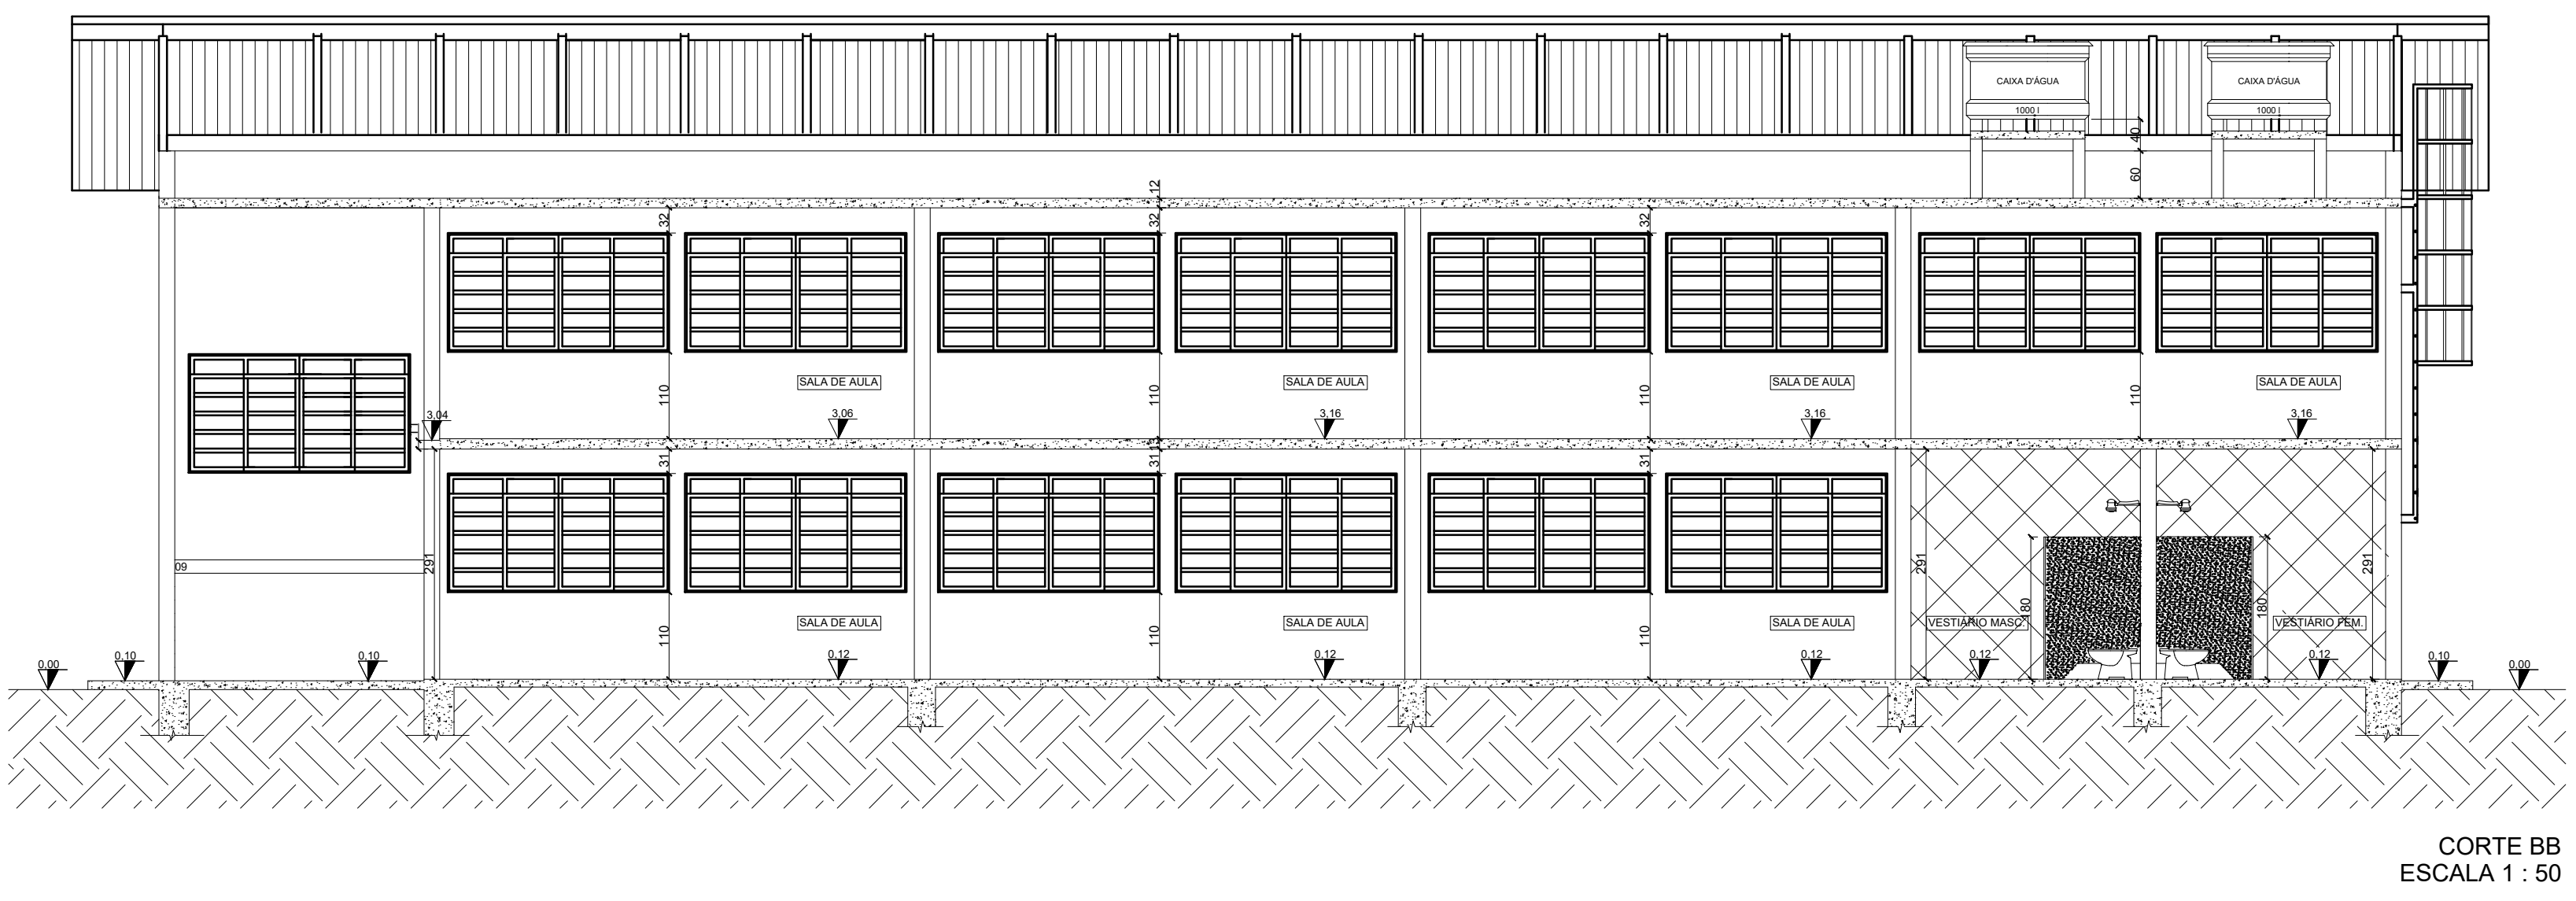 CAIXA D'ÁGUA CAIXA D'ÁGUA
1000 l 1000 l
40
60
12
32 32 32
SALA DE AULA SALA DE AULA SALA DE AULA SALA DE AULA
110 110 110 110
3,04 3,06 3,16 3,16 3,16
31 31 31
291 291 291
09
180 180
SALA DE AULA SALA DE AULA SALA DE AULA VESTIÁRIO MASC. VESTIÁRIO FEM.
110 110 110
0,00 0,10 0,10 0,12 0,12 0,12 0,12 0,12 0,10 0,00
CORTE BB
ESCALA 1 : 50